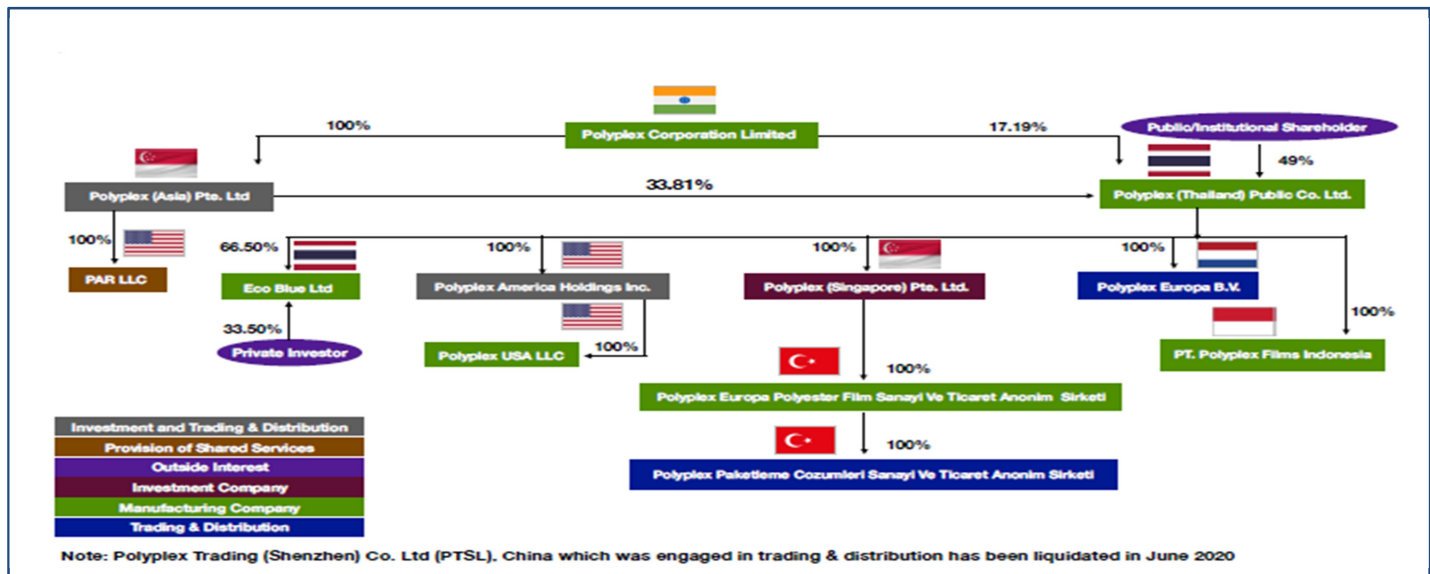 100%
Polyplex Corporation Limited
17.19%
Public/Institutional Shareholder
49%
Polyplex (Asia) Pte. Ltd
33.81%
Polyplex (Thailand) Public Co. Ltd.
100%
66.50%
100%
100%
100%
PAR LLC
Eco Blue Ltd
Polyplex America Holdings Inc.
Polyplex (Singapore) Pte. Ltd.
Polyplex Europa B.V.
100%
33.50%
Private Investor
Polyplex USA LLC
100%
PT. Polyplex Films Indonesia
100%
Polyplex Europa Polyester Film Sanayi Ve Ticaret Anonim Sirketi
100%
Polyplex Paketleme Cozumleri Sanayi Ve Ticaret Anonim Sirketi
Investment and Trading & Distribution
Provision of Shared Services
Outside Interest
Investment Company
Manufacturing Company
Trading & Distribution
Note: Polyplex Trading (Shenzhen) Co. Ltd (PTSL), China which was engaged in trading & distribution has been liquidated in June 2020